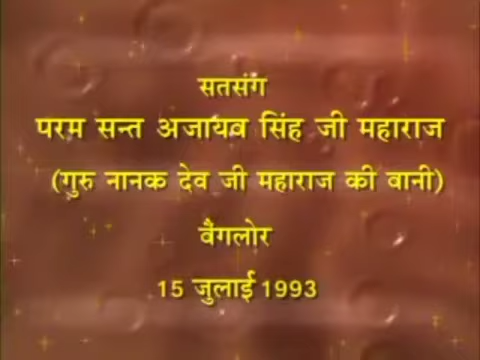 सतसंग
परम सन्त अजायब सिंह जी महाराज
(गुरु नानक देव जी महाराज की वानी)
बैंगलोर
15 जुलाई 1993